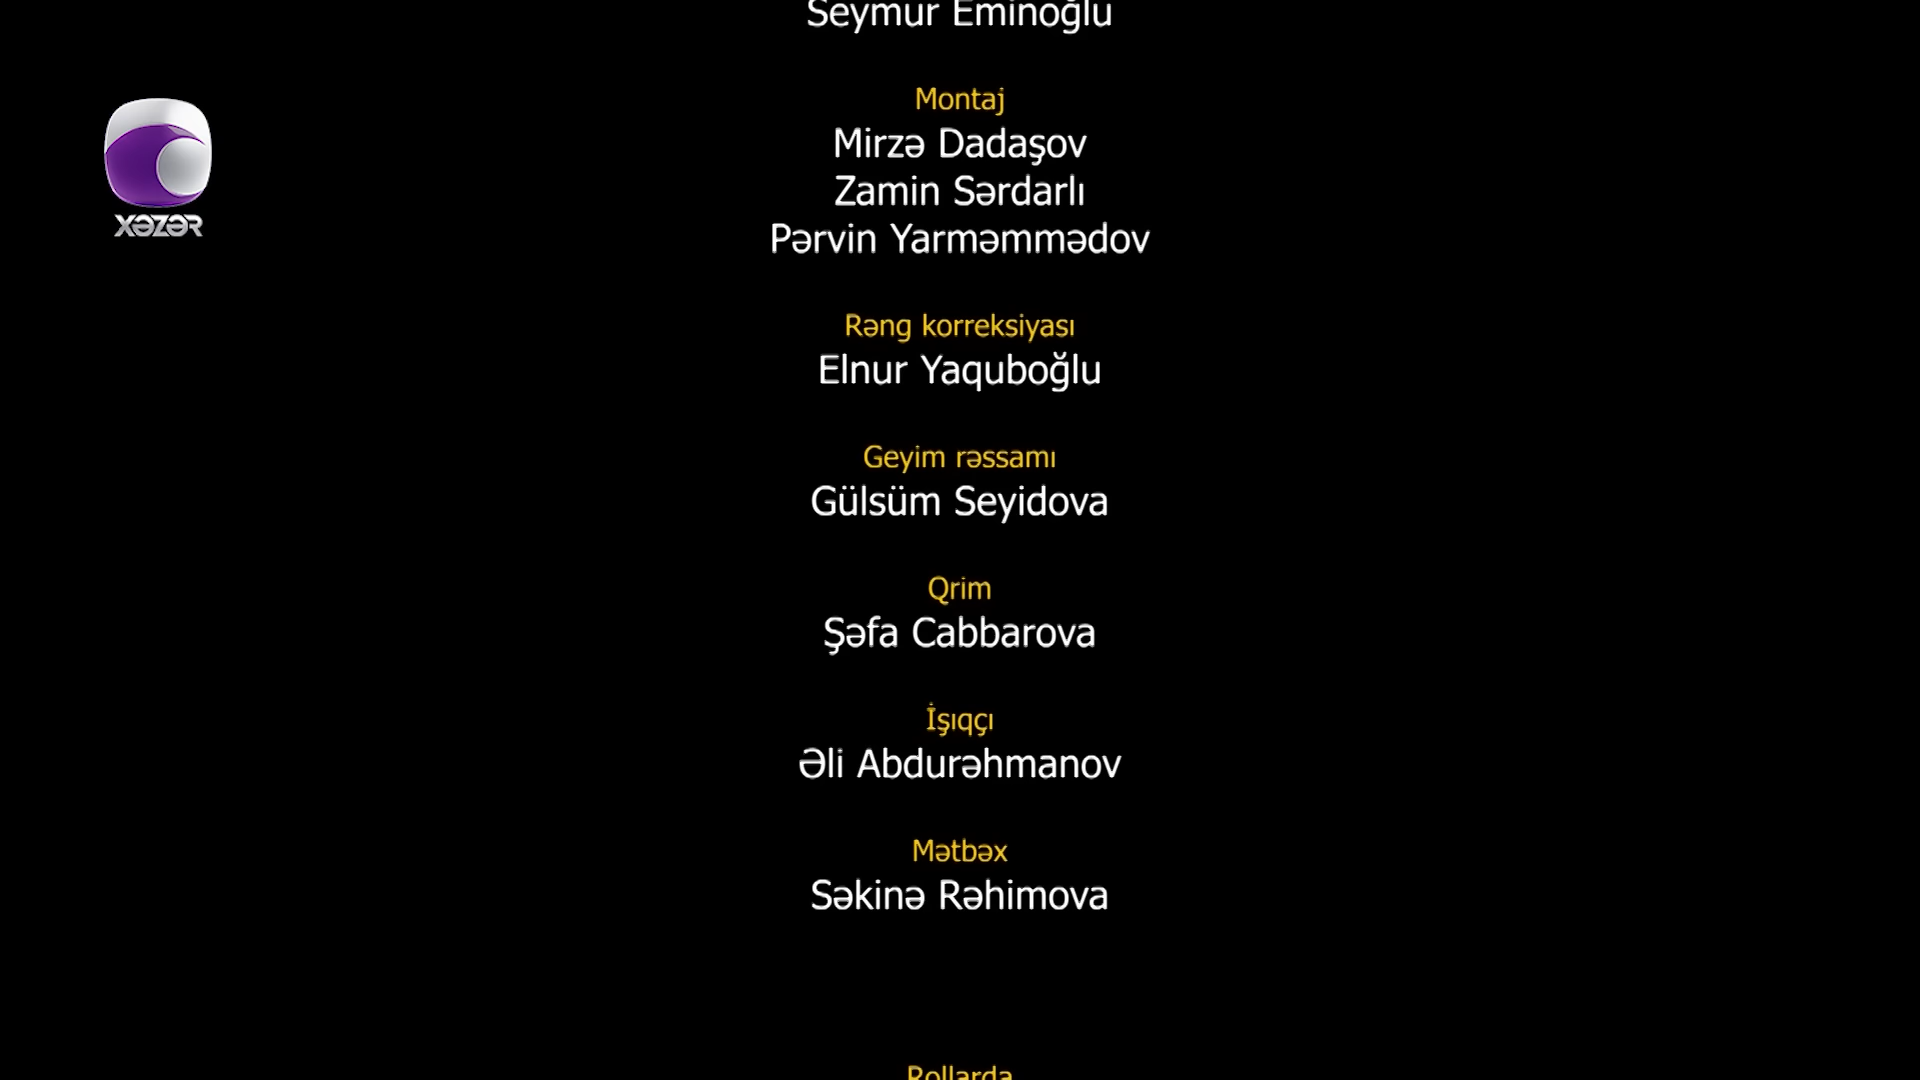 Seymur Eminoğlu
Montaj
Mirzə Dadaşov
Zamin Sərdarlı
Pərvin Yarməmmədov
XƏZƏR
Rəng korreksiyası
Elnur Yaquboğlu
Geyim rəssamı
Gülsüm Seyidova
Qrim
Şəfa Cabbarova
İşıqçı
Əli Abdurəhmanov
Mətbəx
Səkinə Rəhimova
Rollarda